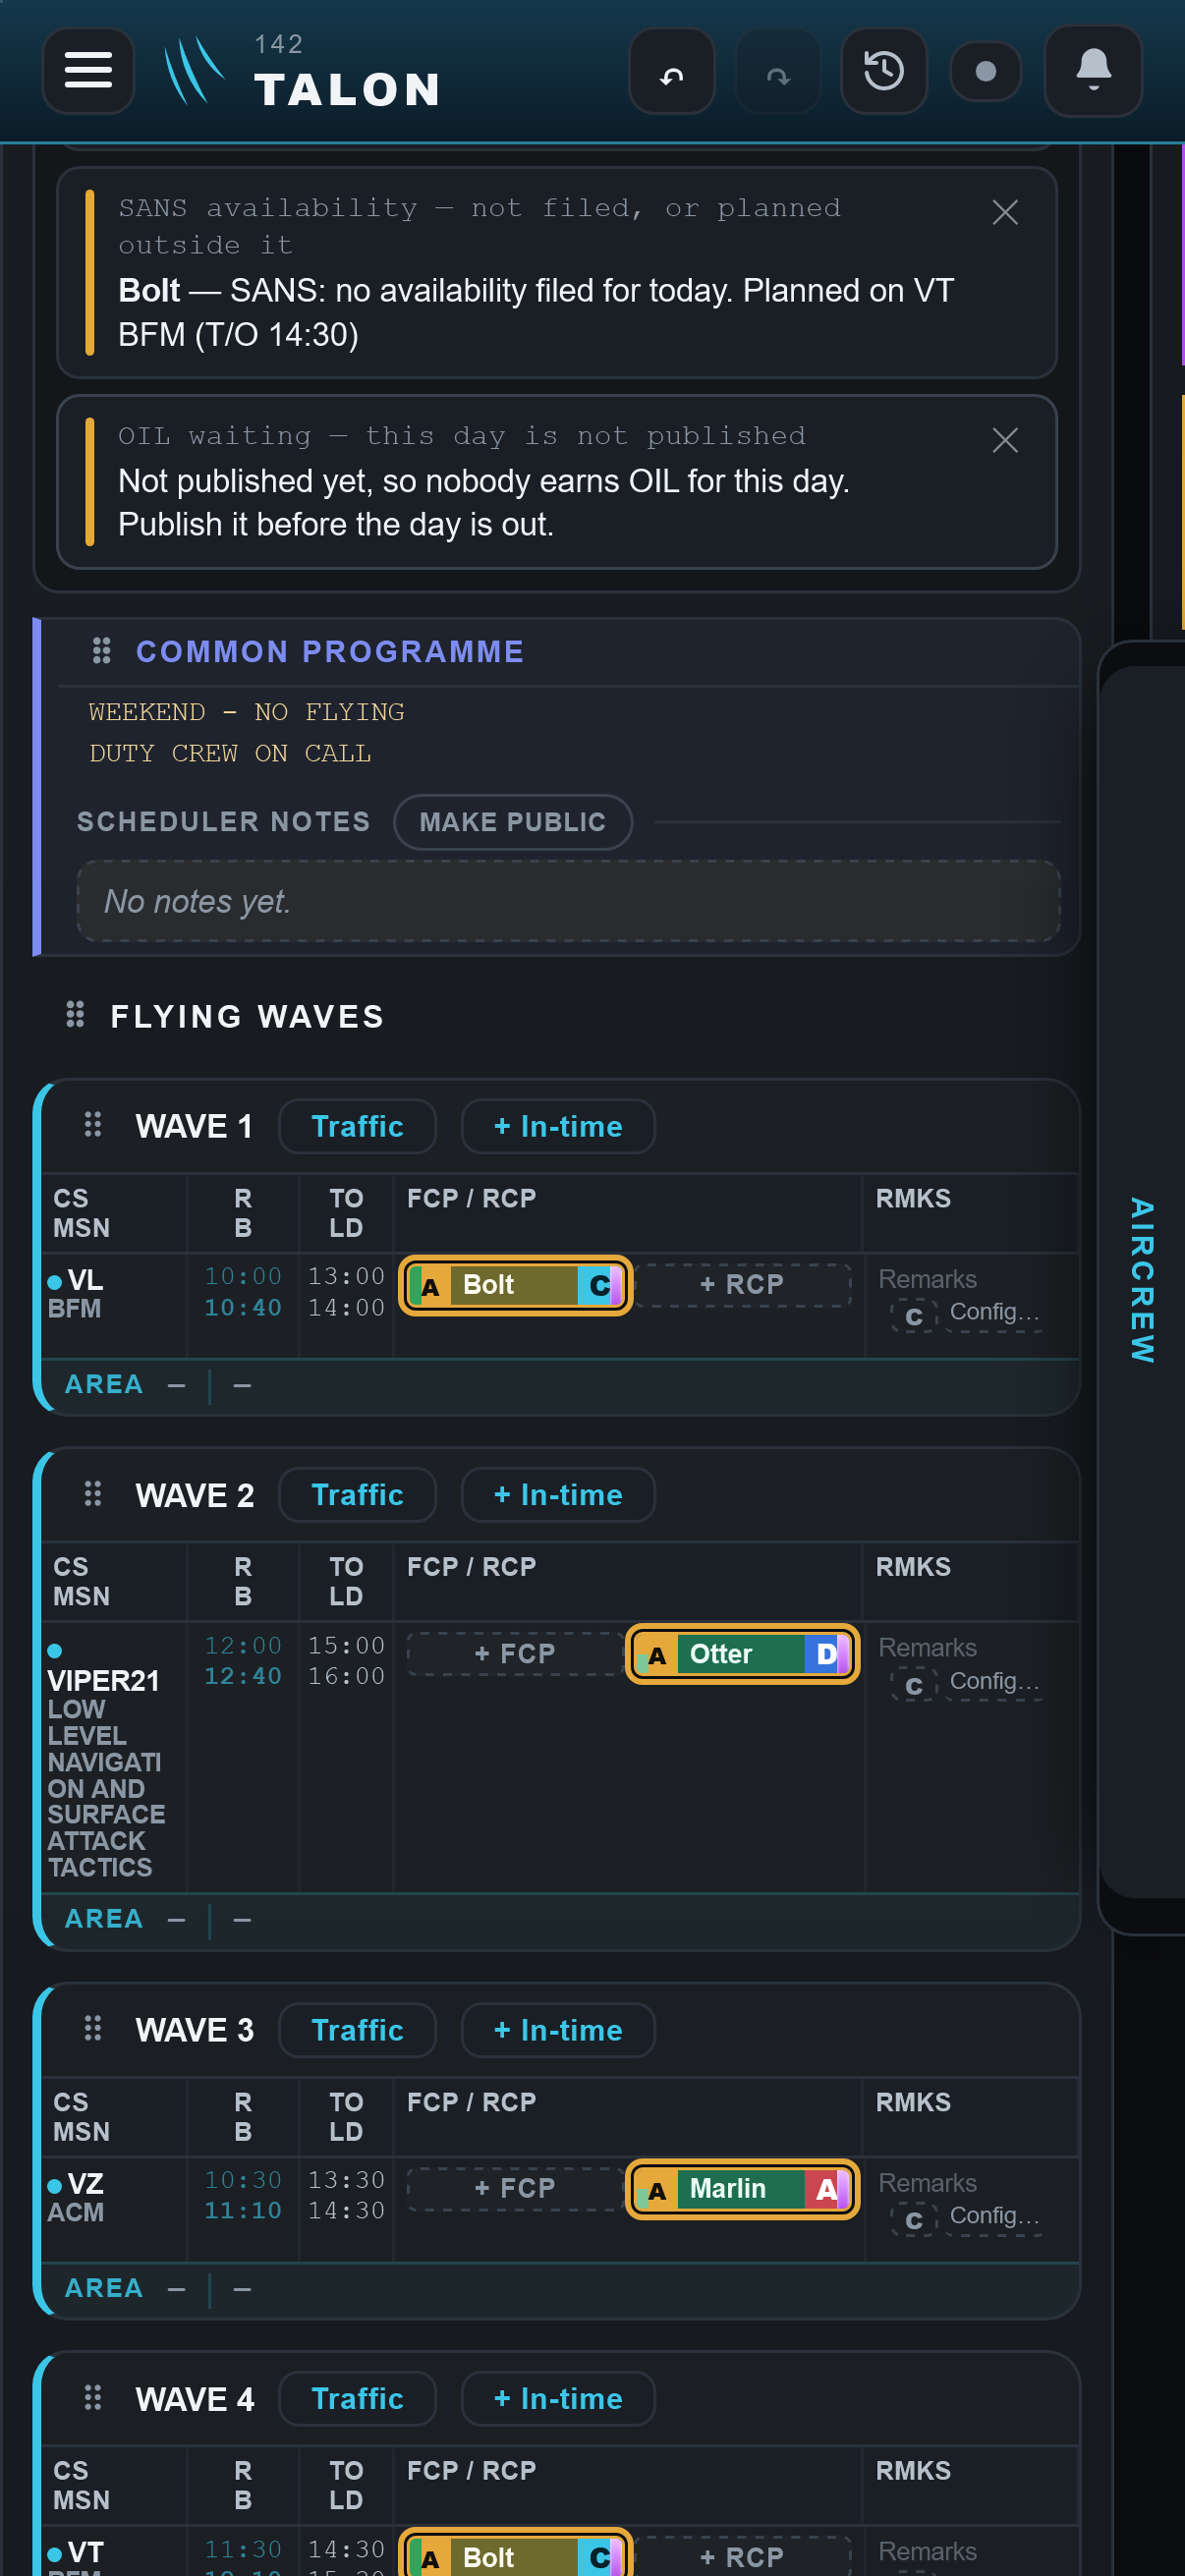 142
TALON
SANS availability — not filed, or planned
outside it
Bolt — SANS: no availability filed for today. Planned on VT
BFM (T/O 14:30)
OIL waiting — this day is not published
Not published yet, so nobody earns OIL for this day.
Publish it before the day is out.
COMMON PROGRAMME
WEEKEND – NO FLYING
DUTY CREW ON CALL
SCHEDULER NOTES MAKE PUBLIC
No notes yet.
FLYING WAVES
AIRCREW
WAVE 1 Traffic + In-time
CS R TO FCP / RCP RMKS
MSN B LD
VL 10:00 13:00 A Bolt C + RCP Remarks
BFM 10:40 14:00 C Config…
AREA – | –
WAVE 2 Traffic + In-time
CS R TO FCP / RCP RMKS
MSN B LD
12:00 15:00 + FCP A Otter D Remarks
VIPER21 12:40 16:00 C Config…
LOW
LEVEL
NAVIGATI
ON AND
SURFACE
ATTACK
TACTICS
AREA – | –
WAVE 3 Traffic + In-time
CS R TO FCP / RCP RMKS
MSN B LD
VZ 10:30 13:30 + FCP A Marlin A Remarks
ACM 11:10 14:30 C Config…
AREA – | –
WAVE 4 Traffic + In-time
CS R TO FCP / RCP RMKS
MSN B LD
VT 11:30 14:30 A Bolt C + RCP Remarks